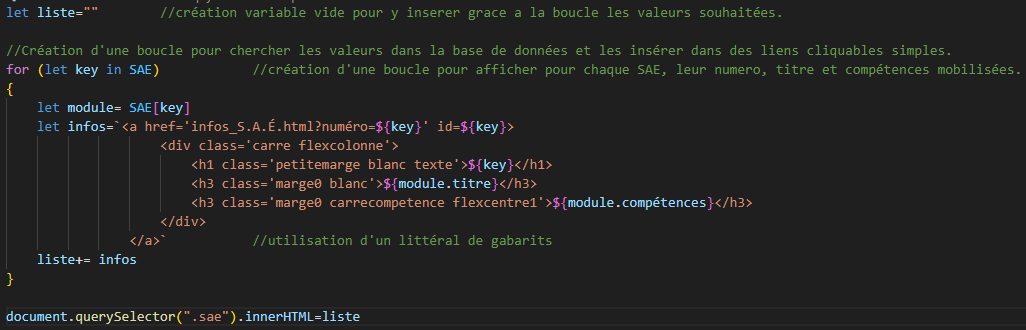 let liste="" //création variable vide pour y inserer grace a la boucle les valeurs souhaitées.
//Création d'une boucle pour chercher les valeurs dans la base de données et les insérer dans des liens cliquables simples.
for (let key in SAE) //création d'une boucle pour afficher pour chaque SAE, leur numero, titre et compétences mobilisées.
{
let module= SAE[key]
let infos=`<a href='infos_S.A.É.html?numéro=${key}' id=${key}>
<div class='carre flexcolonne'>
<h1 class='petitemarge blanc texte'>${key}</h1>
<h3 class='marge0 blanc'>${module.titre}</h3>
<h3 class='marge0 carrecompetence flexcentre1'>${module.compétences}</h3>
</div>
</a>` //utilisation d'un littéral de gabarits
liste+= infos
}
document.querySelector(".sae").innerHTML=liste